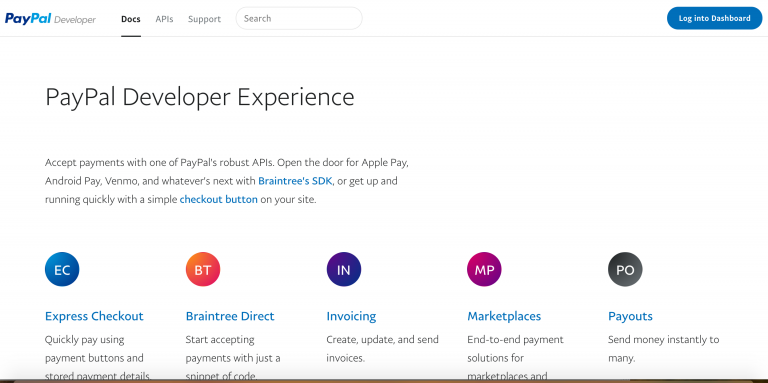 PayPal Developer Docs APIs Support Search Log into Dashboard
PayPal Developer Experience
Accept payments with one of PayPal's robust APIs. Open the door for Apple Pay,
Android Pay, Venmo, and whatever's next with Braintree's SDK, or get up and
running quickly with a simple checkout button on your site.
EC BT IN MP PO
Express Checkout Braintree Direct Invoicing Marketplaces Payouts
Quickly pay using Start accepting Create, update, and send End-to-end payment Send money instantly to
payment buttons and payments with just a invoices. solutions for many.
stored payment details. snippet of code. marketplaces and